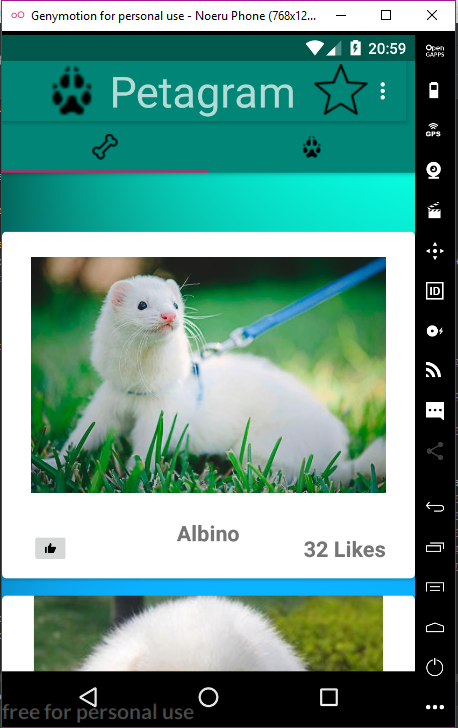 Genymotion for personal use - Noeru Phone (768x12...
20:59
Open
GAPPS
Petagram
GPS
ID
Albino
32 Likes
free for personal use